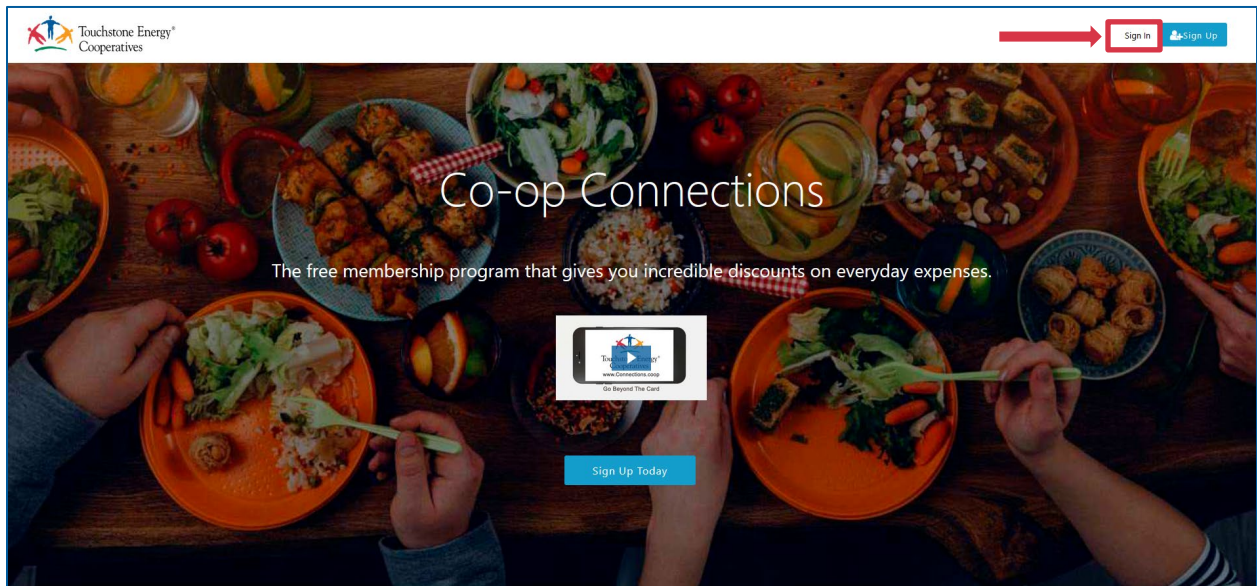 Touchstone Energy®
Cooperatives
Sign In
Sign Up
Co-op Connections
The free membership program that gives you incredible discounts on everyday expenses.
Touchstone Energy®
Cooperatives
www.Connections.coop
Go Beyond The Card
Sign Up Today